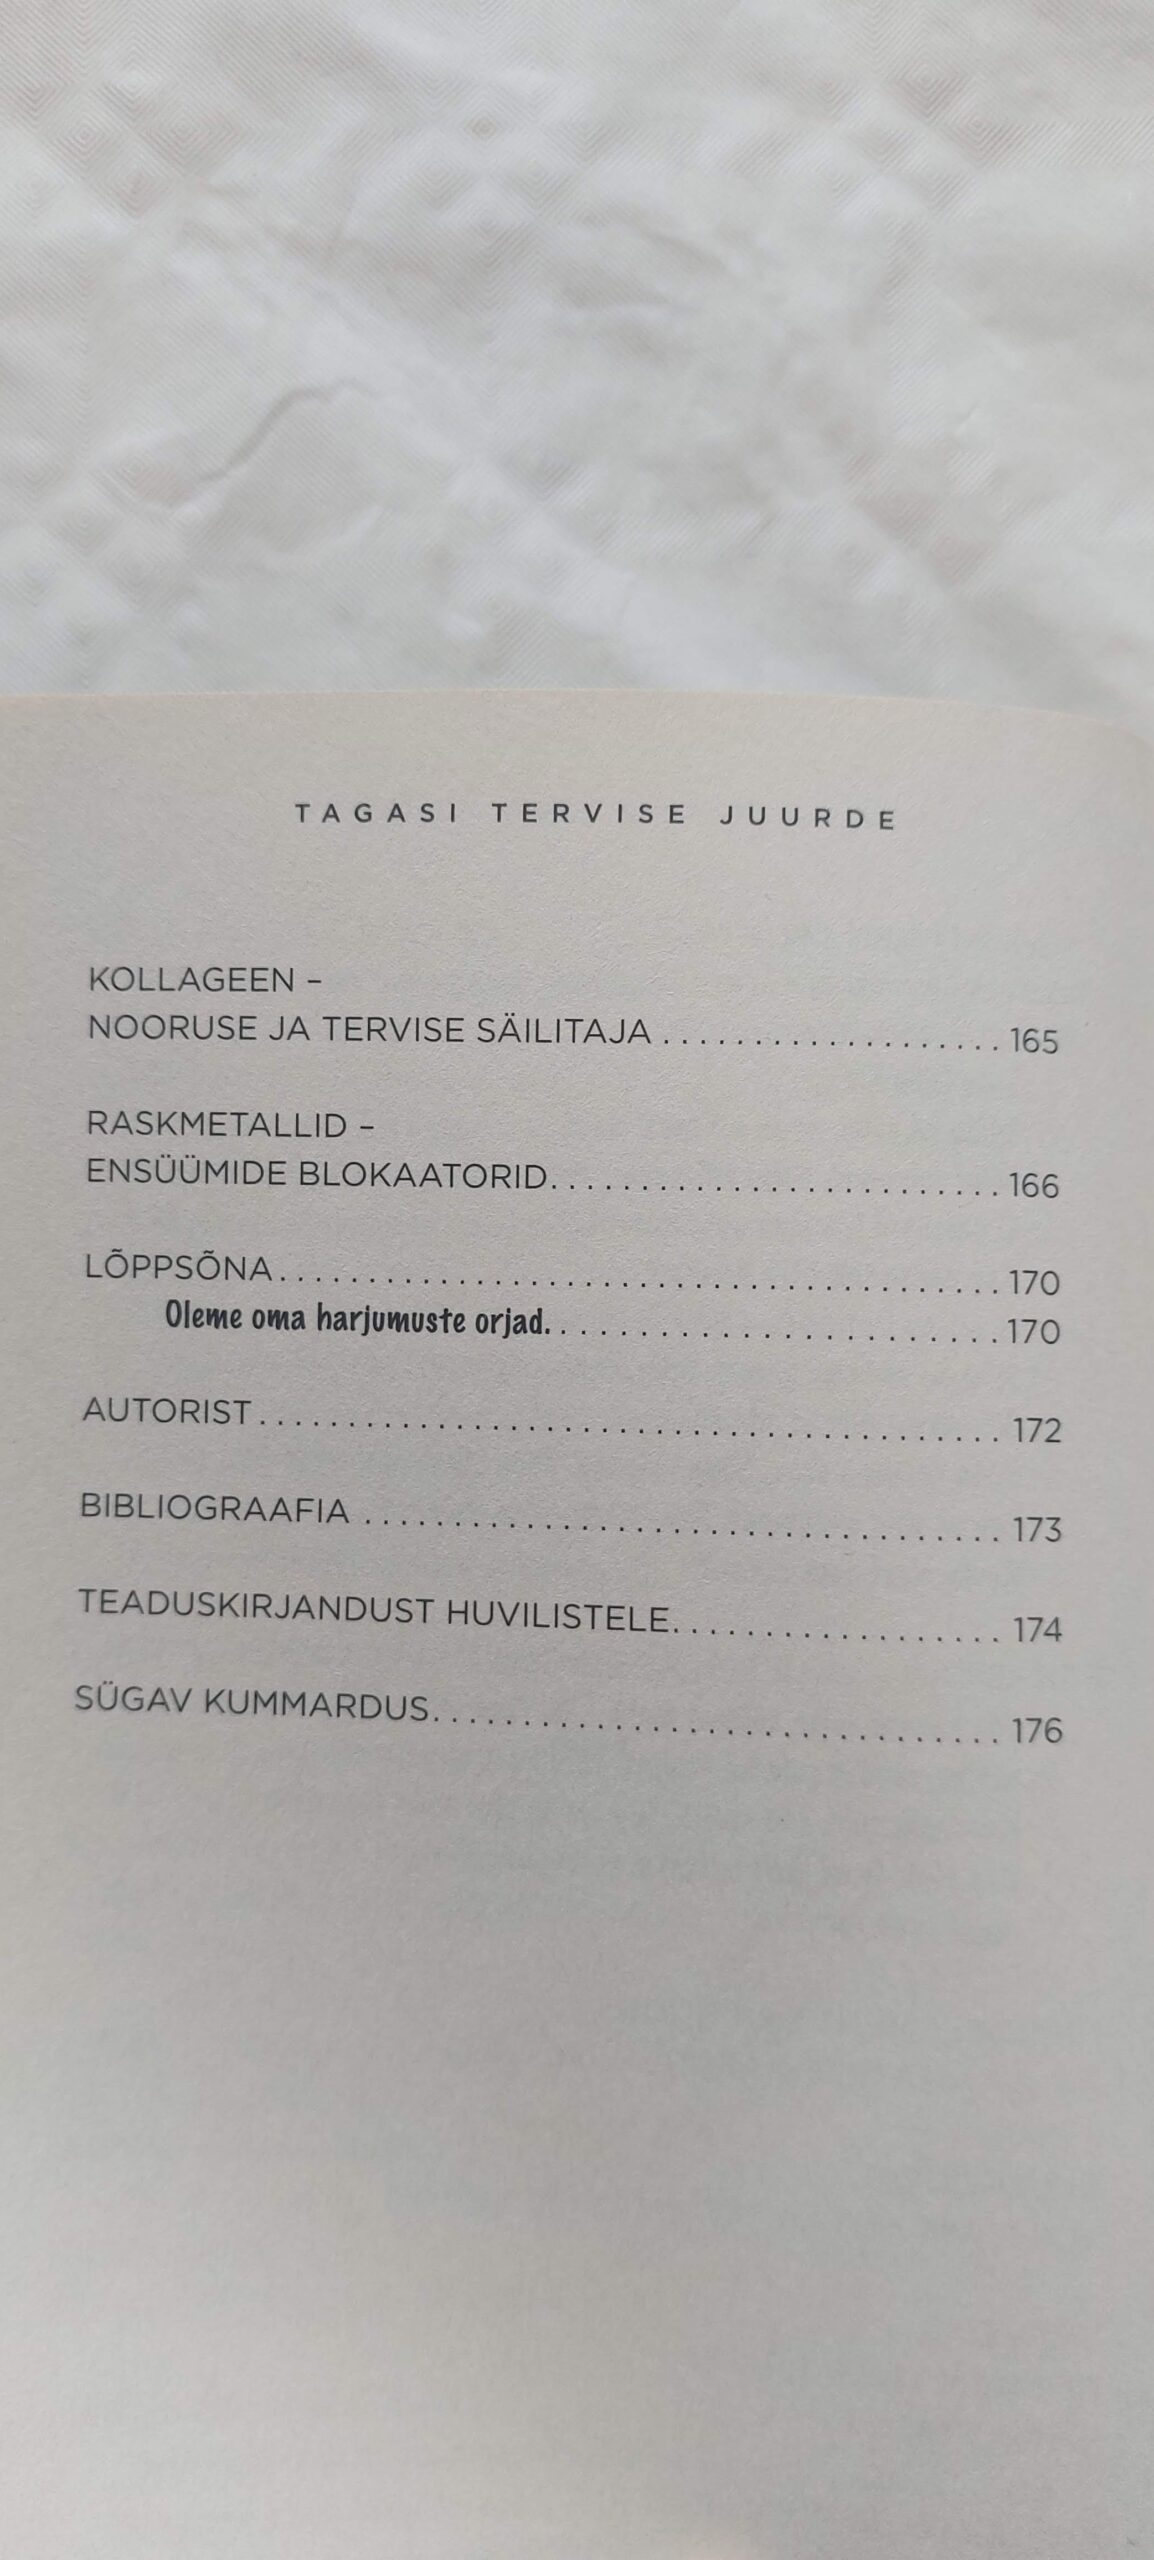 TAGASI TERVISE JUURDE
KOLLAGEEN –
NOORUSE JA TERVISE SÄILITAJA . . . . . . . . . . . . . . . . . . . 165
RASKMETALLID –
ENSÜÜMIDE BLOKAATORID. . . . . . . . . . . . . . . . . . . . . . . . . 166
LÕPPSÕNA . . . . . . . . . . . . . . . . . . . . . . . . . . . . . . . . . . . . . . . . 170
Oleme oma harjumuste orjad. . . . . . . . . . . . . . . . . . . . . . . . . 170
AUTORIST . . . . . . . . . . . . . . . . . . . . . . . . . . . . . . . . . . . . . . . . . 172
BIBLIOGRAAFIA . . . . . . . . . . . . . . . . . . . . . . . . . . . . . . . . . . . 173
TEADUSKIRJANDUST HUVILISTELE. . . . . . . . . . . . . . . . . . . 174
SÜGAV KUMMARDUS. . . . . . . . . . . . . . . . . . . . . . . . . . . . . . . . 176